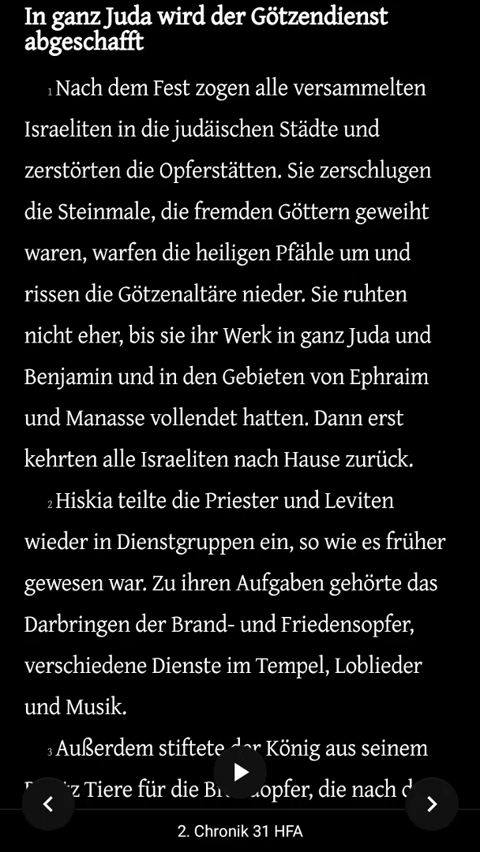 In ganz Juda wird der Götzendienst
abgeschafft
1 Nach dem Fest zogen alle versammelten
Israeliten in die judäischen Städte und
zerstörten die Opferstätten. Sie zerschlugen
die Steinmale, die fremden Göttern geweiht
waren, warfen die heiligen Pfähle um und
rissen die Götzenaltäre nieder. Sie ruhten
nicht eher, bis sie ihr Werk in ganz Juda und
Benjamin und in den Gebieten von Ephraim
und Manasse vollendet hatten. Dann erst
kehrten alle Israeliten nach Hause zurück.
2 Hiskia teilte die Priester und Leviten
wieder in Dienstgruppen ein, so wie es früher
gewesen war. Zu ihren Aufgaben gehörte das
Darbringen der Brand- und Friedensopfer,
verschiedene Dienste im Tempel, Loblieder
und Musik.
3 Außerdem stiftete der König aus seinem
Tiere für die die nach
2. Chronik 31 HFA